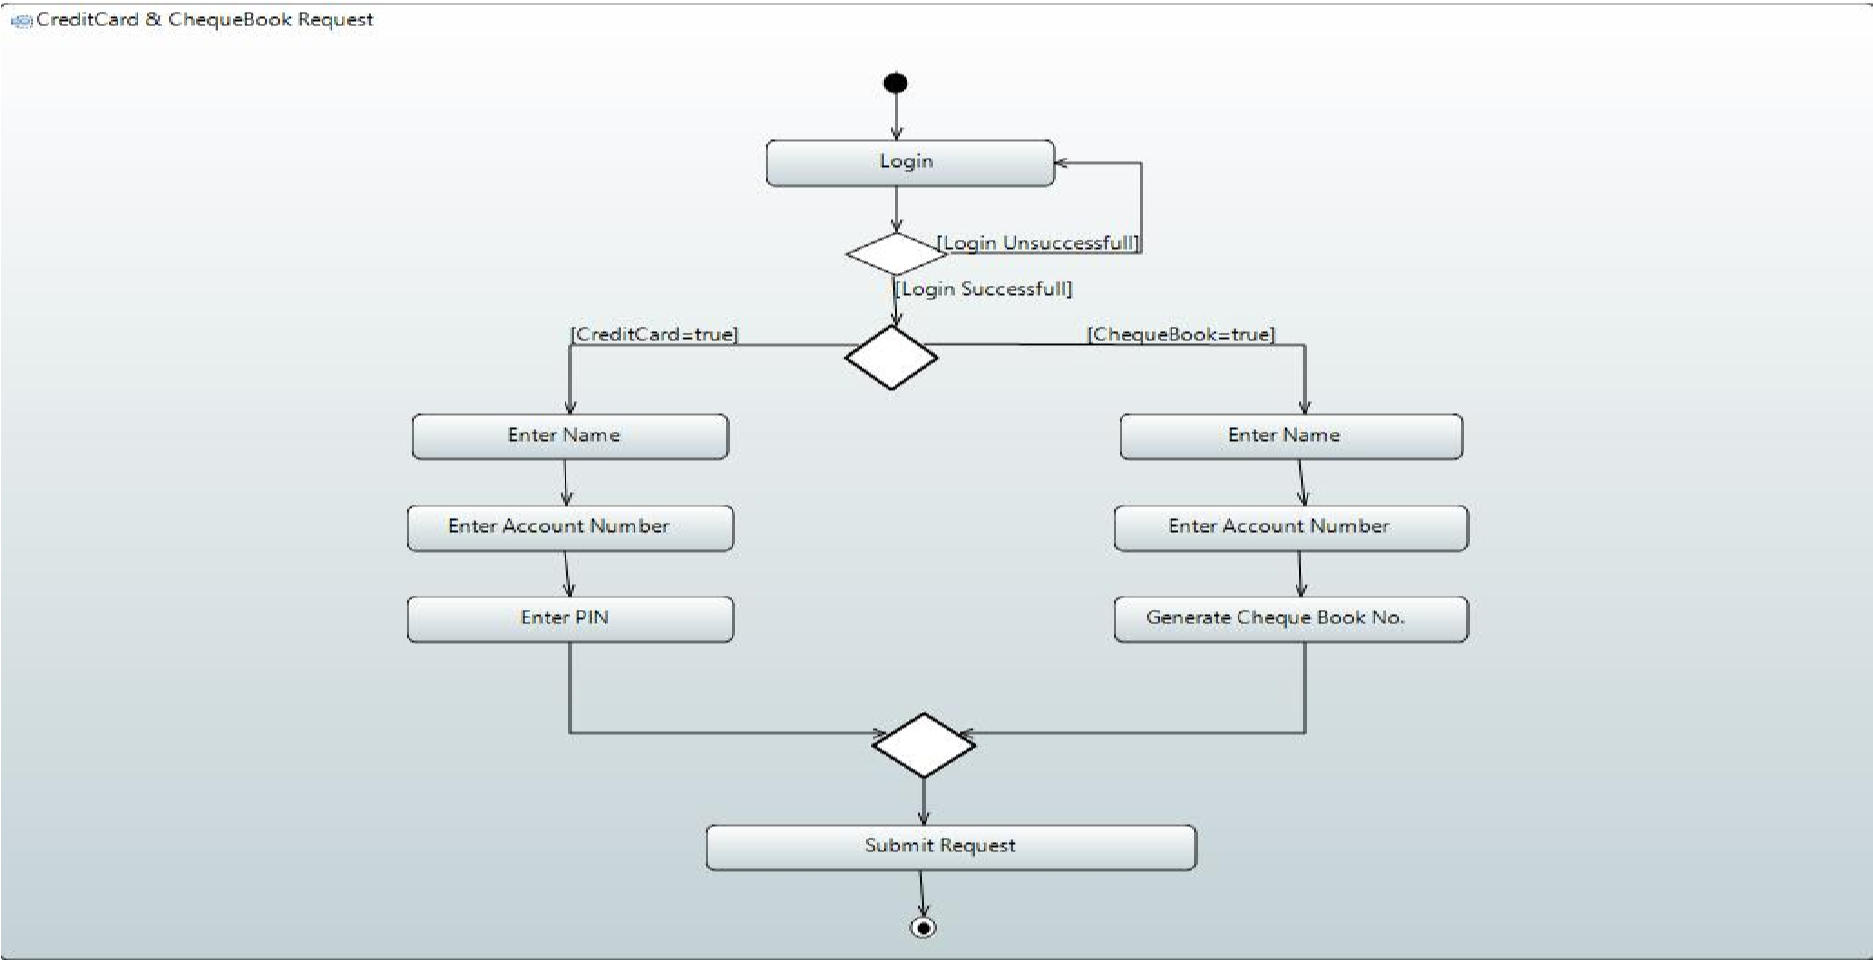 CreditCard & ChequeBook Request
Login
[Login Unsuccessfull]
[Login Successfull]
[CreditCard=true]
[ChequeBook=true]
Enter Name
Enter Name
Enter Account Number
Enter Account Number
Enter PIN
Generate Cheque Book No.
Submit Request